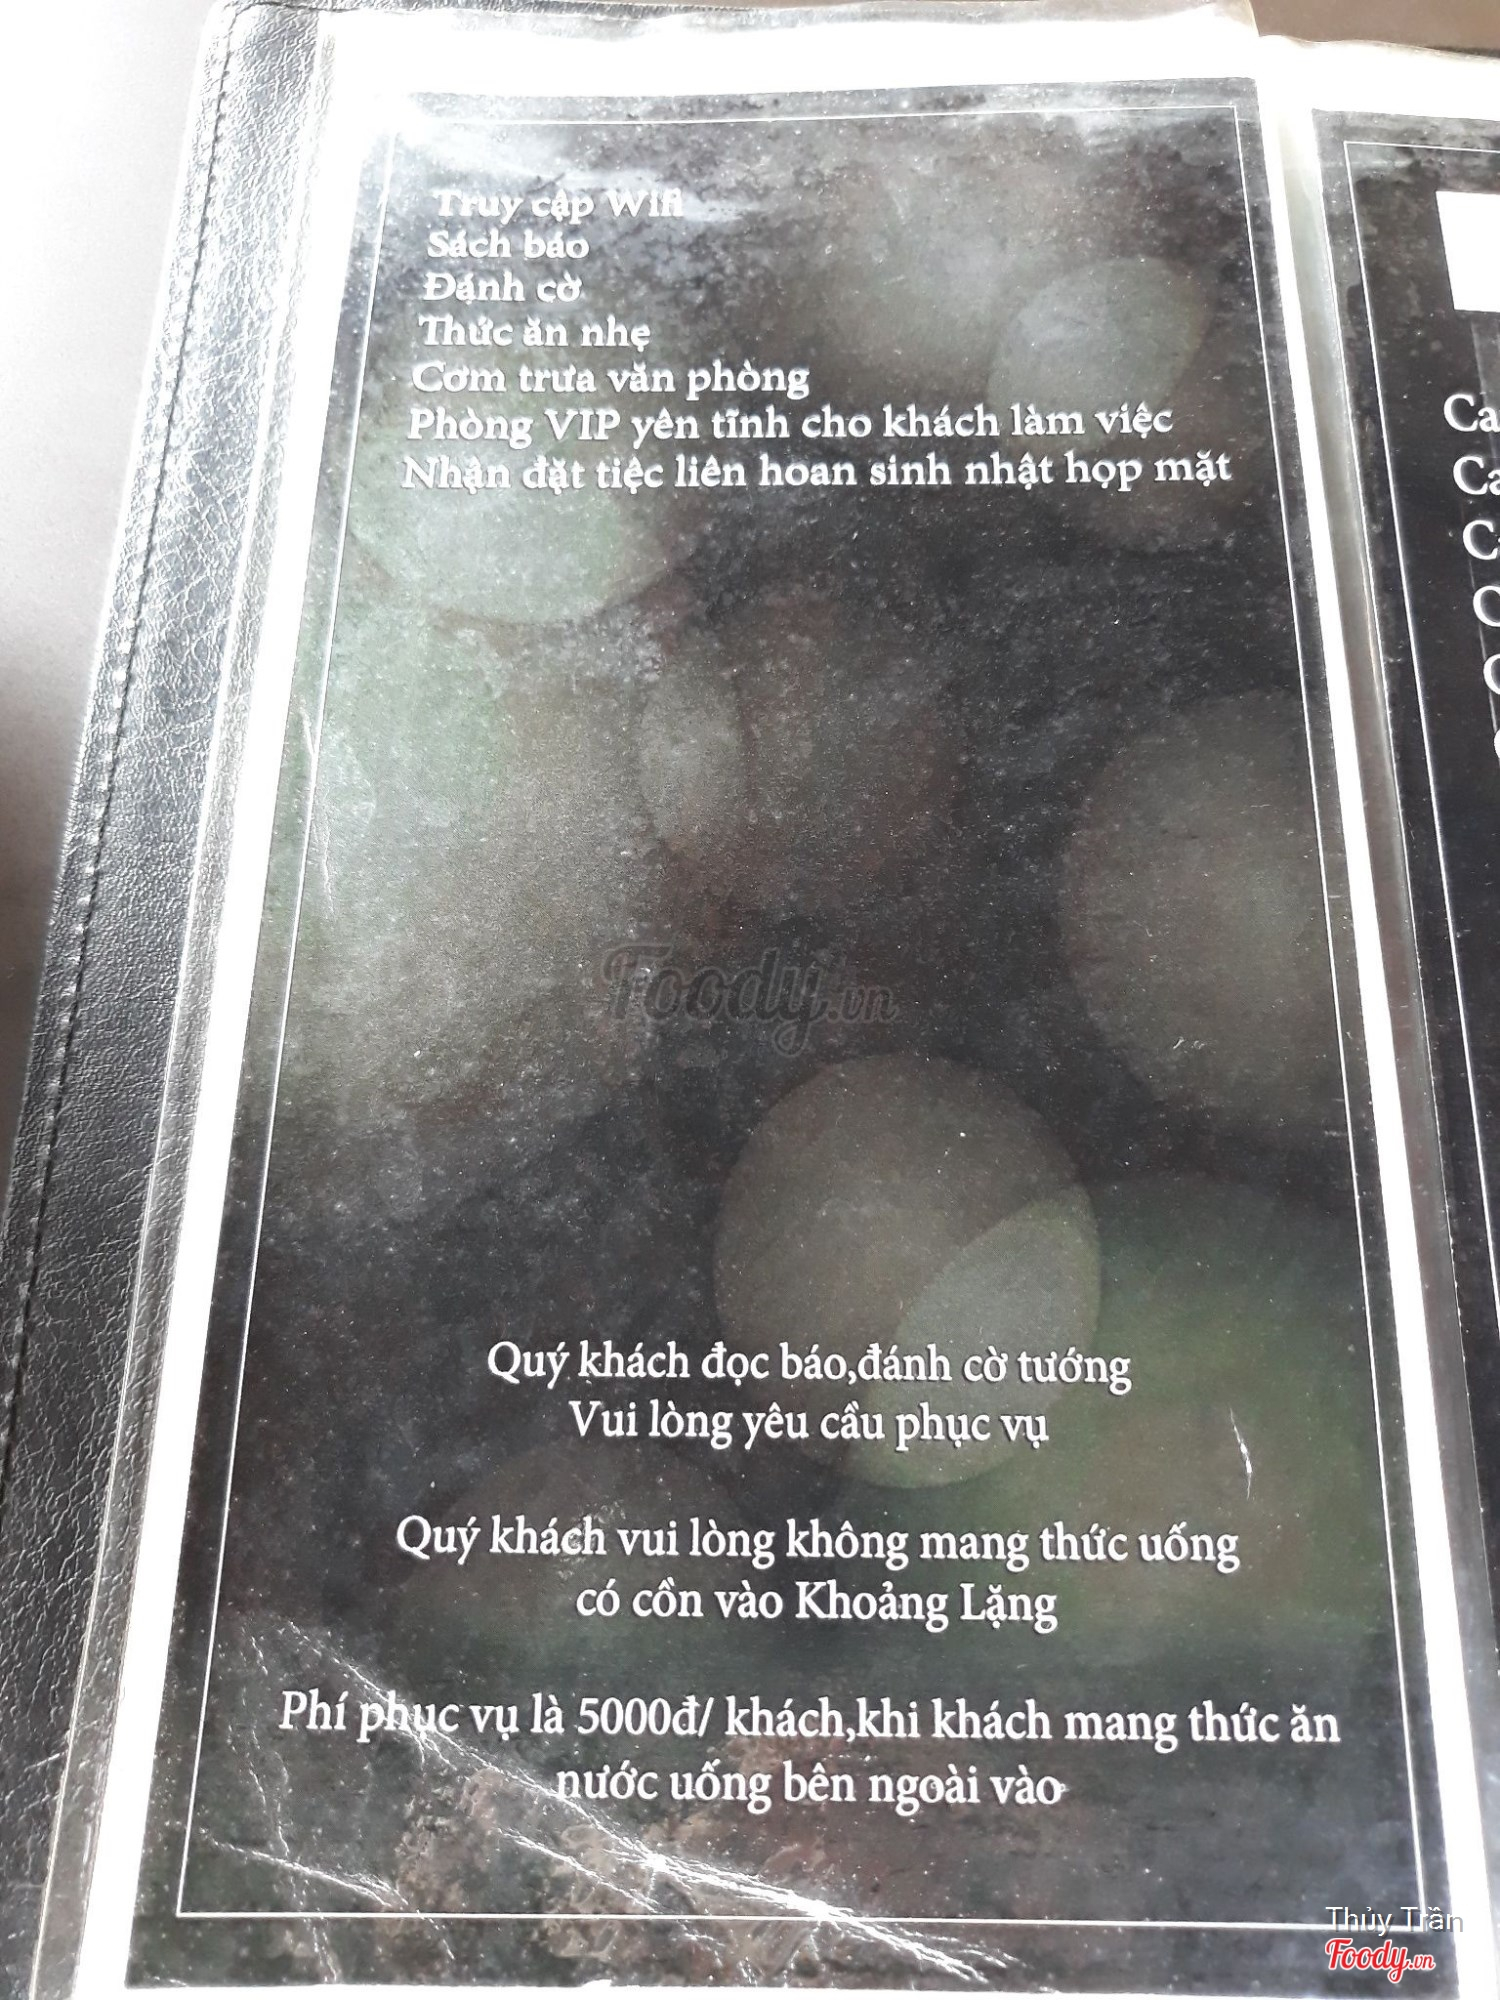 Truy cập Wifi
Sách báo
Đánh cờ
Thức ăn nhẹ
Cơm trưa văn phòng
Phòng VIP yên tĩnh cho khách làm việc
Nhận đặt tiệc liên hoan sinh nhật họp mặt
Foody.vn
Quý khách đọc báo,đánh cờ tướng
Vui lòng yêu cầu phục vụ
Quý khách vui lòng không mang thức uống
có cồn vào Khoảng Lặng
Phí phục vụ là 5000đ/ khách,khi khách mang thức ăn
nước uống bên ngoài vào
Thủy Trần
Foody.vn